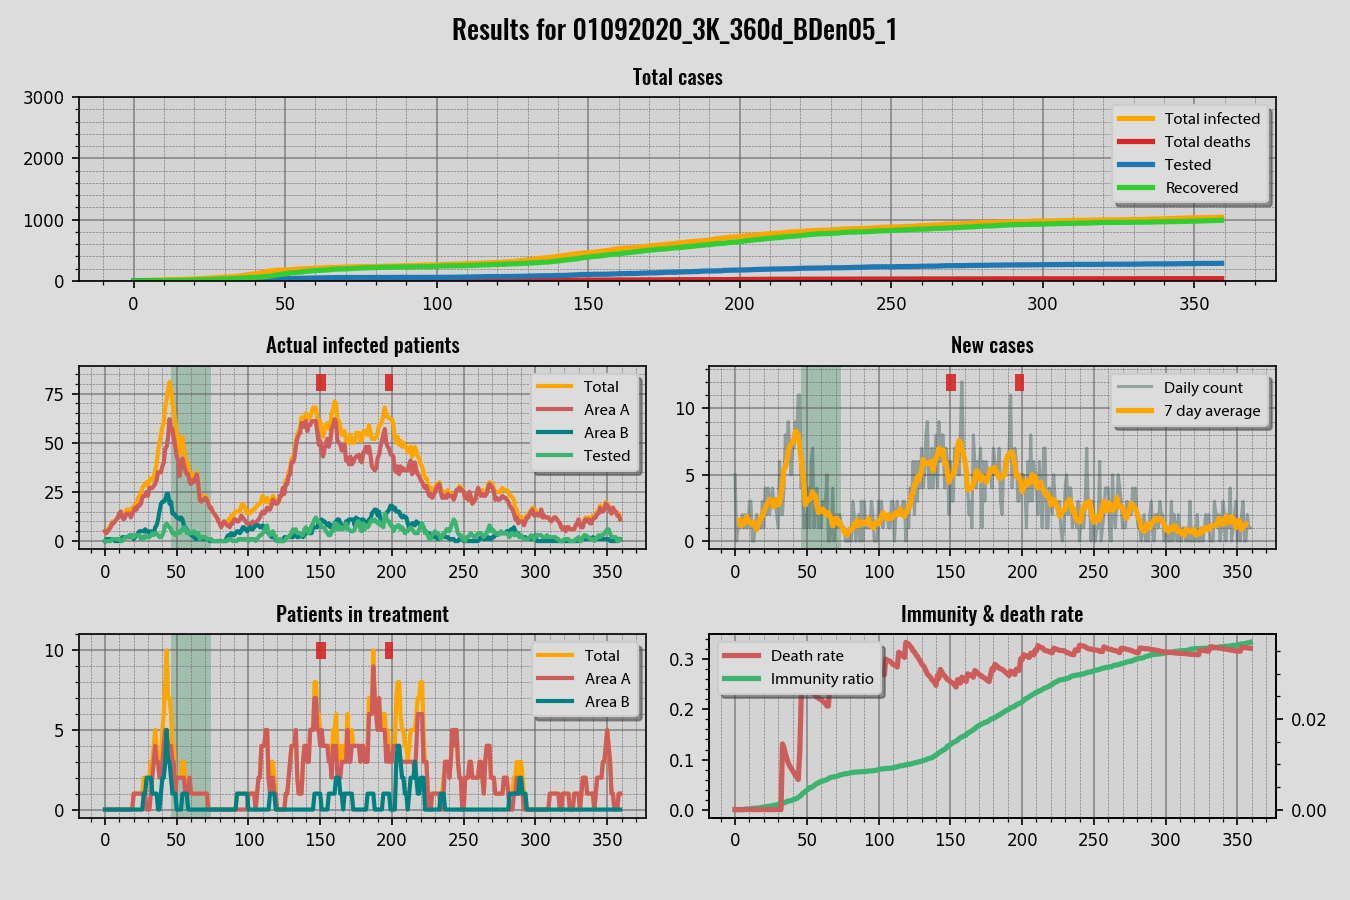 Results for 01092020_3K_360d_BDen05_1
Total cases
3000
2000
1000
0
Total infected
Total deaths
Tested
Recovered
0 50 100 150 200 250 300 350
Actual infected patients
75
50
25
0
Total
Area A
Area B
Tested
0 50 100 150 200 250 300 350
New cases
10
5
0
Daily count
7 day average
0 50 100 150 200 250 300 350
Patients in treatment
10
5
0
Total
Area A
Area B
0 50 100 150 200 250 300 350
Immunity & death rate
0.3
0.2
0.1
0.0
Death rate
Immunity ratio
0.02
0.00
0 50 100 150 200 250 300 350